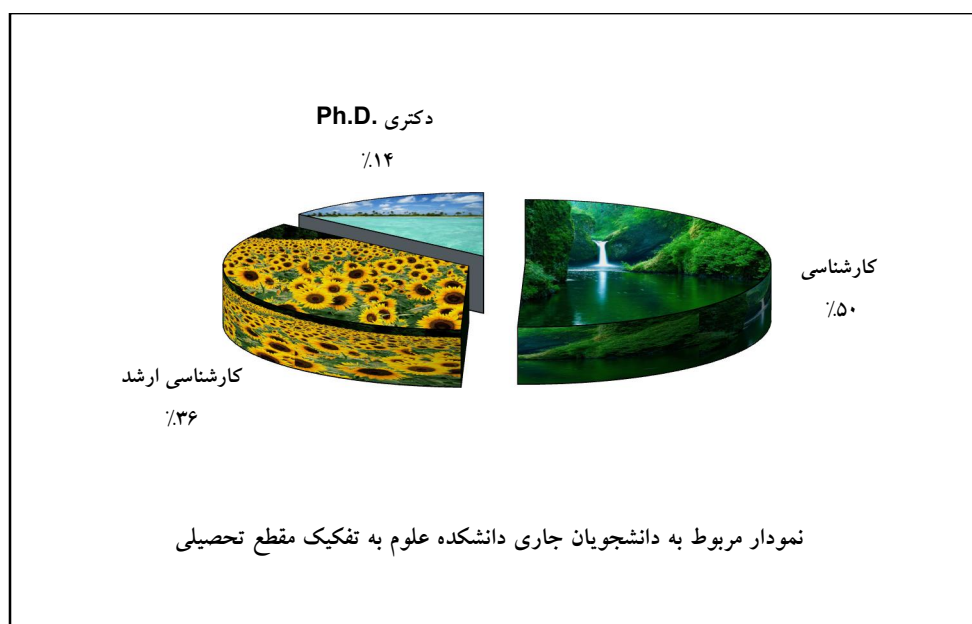 دکتری Ph.D.
٪۱۴
کارشناسی
٪۵۰
کارشناسی ارشد
٪۳۶
نمودار مربوط به دانشجویان جاری دانشکده علوم به تفکیک مقطع تحصیلی